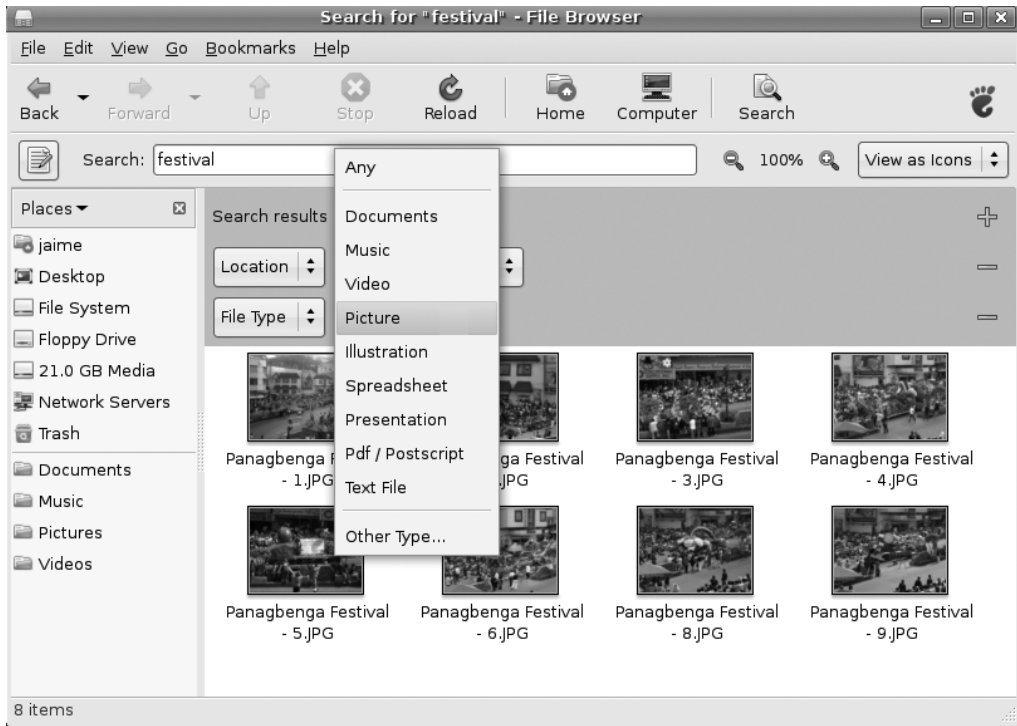 Search for "festival" - File Browser
File Edit View Go Bookmarks Help
Back Forward Up Stop Reload Home Computer Search
Search: festival 100% View as Icons
Places
jaime
Desktop
File System
Floppy Drive
21.0 GB Media
Network Servers
Trash
Documents
Music
Pictures
Videos
Search results
Location
File Type
Any
Documents
Music
Video
Picture
Illustration
Spreadsheet
Presentation
Pdf / Postscript
Text File
Other Type...
Panagbenga
- 1.JPG
Festival
.JPG
Panagbenga Festival
- 3.JPG
Panagbenga Festival
- 4.JPG
Panagbenga Festival
- 5.JPG
Panagbenga Festival
- 6.JPG
Panagbenga Festival
- 8.JPG
Panagbenga Festival
- 9.JPG
8 items